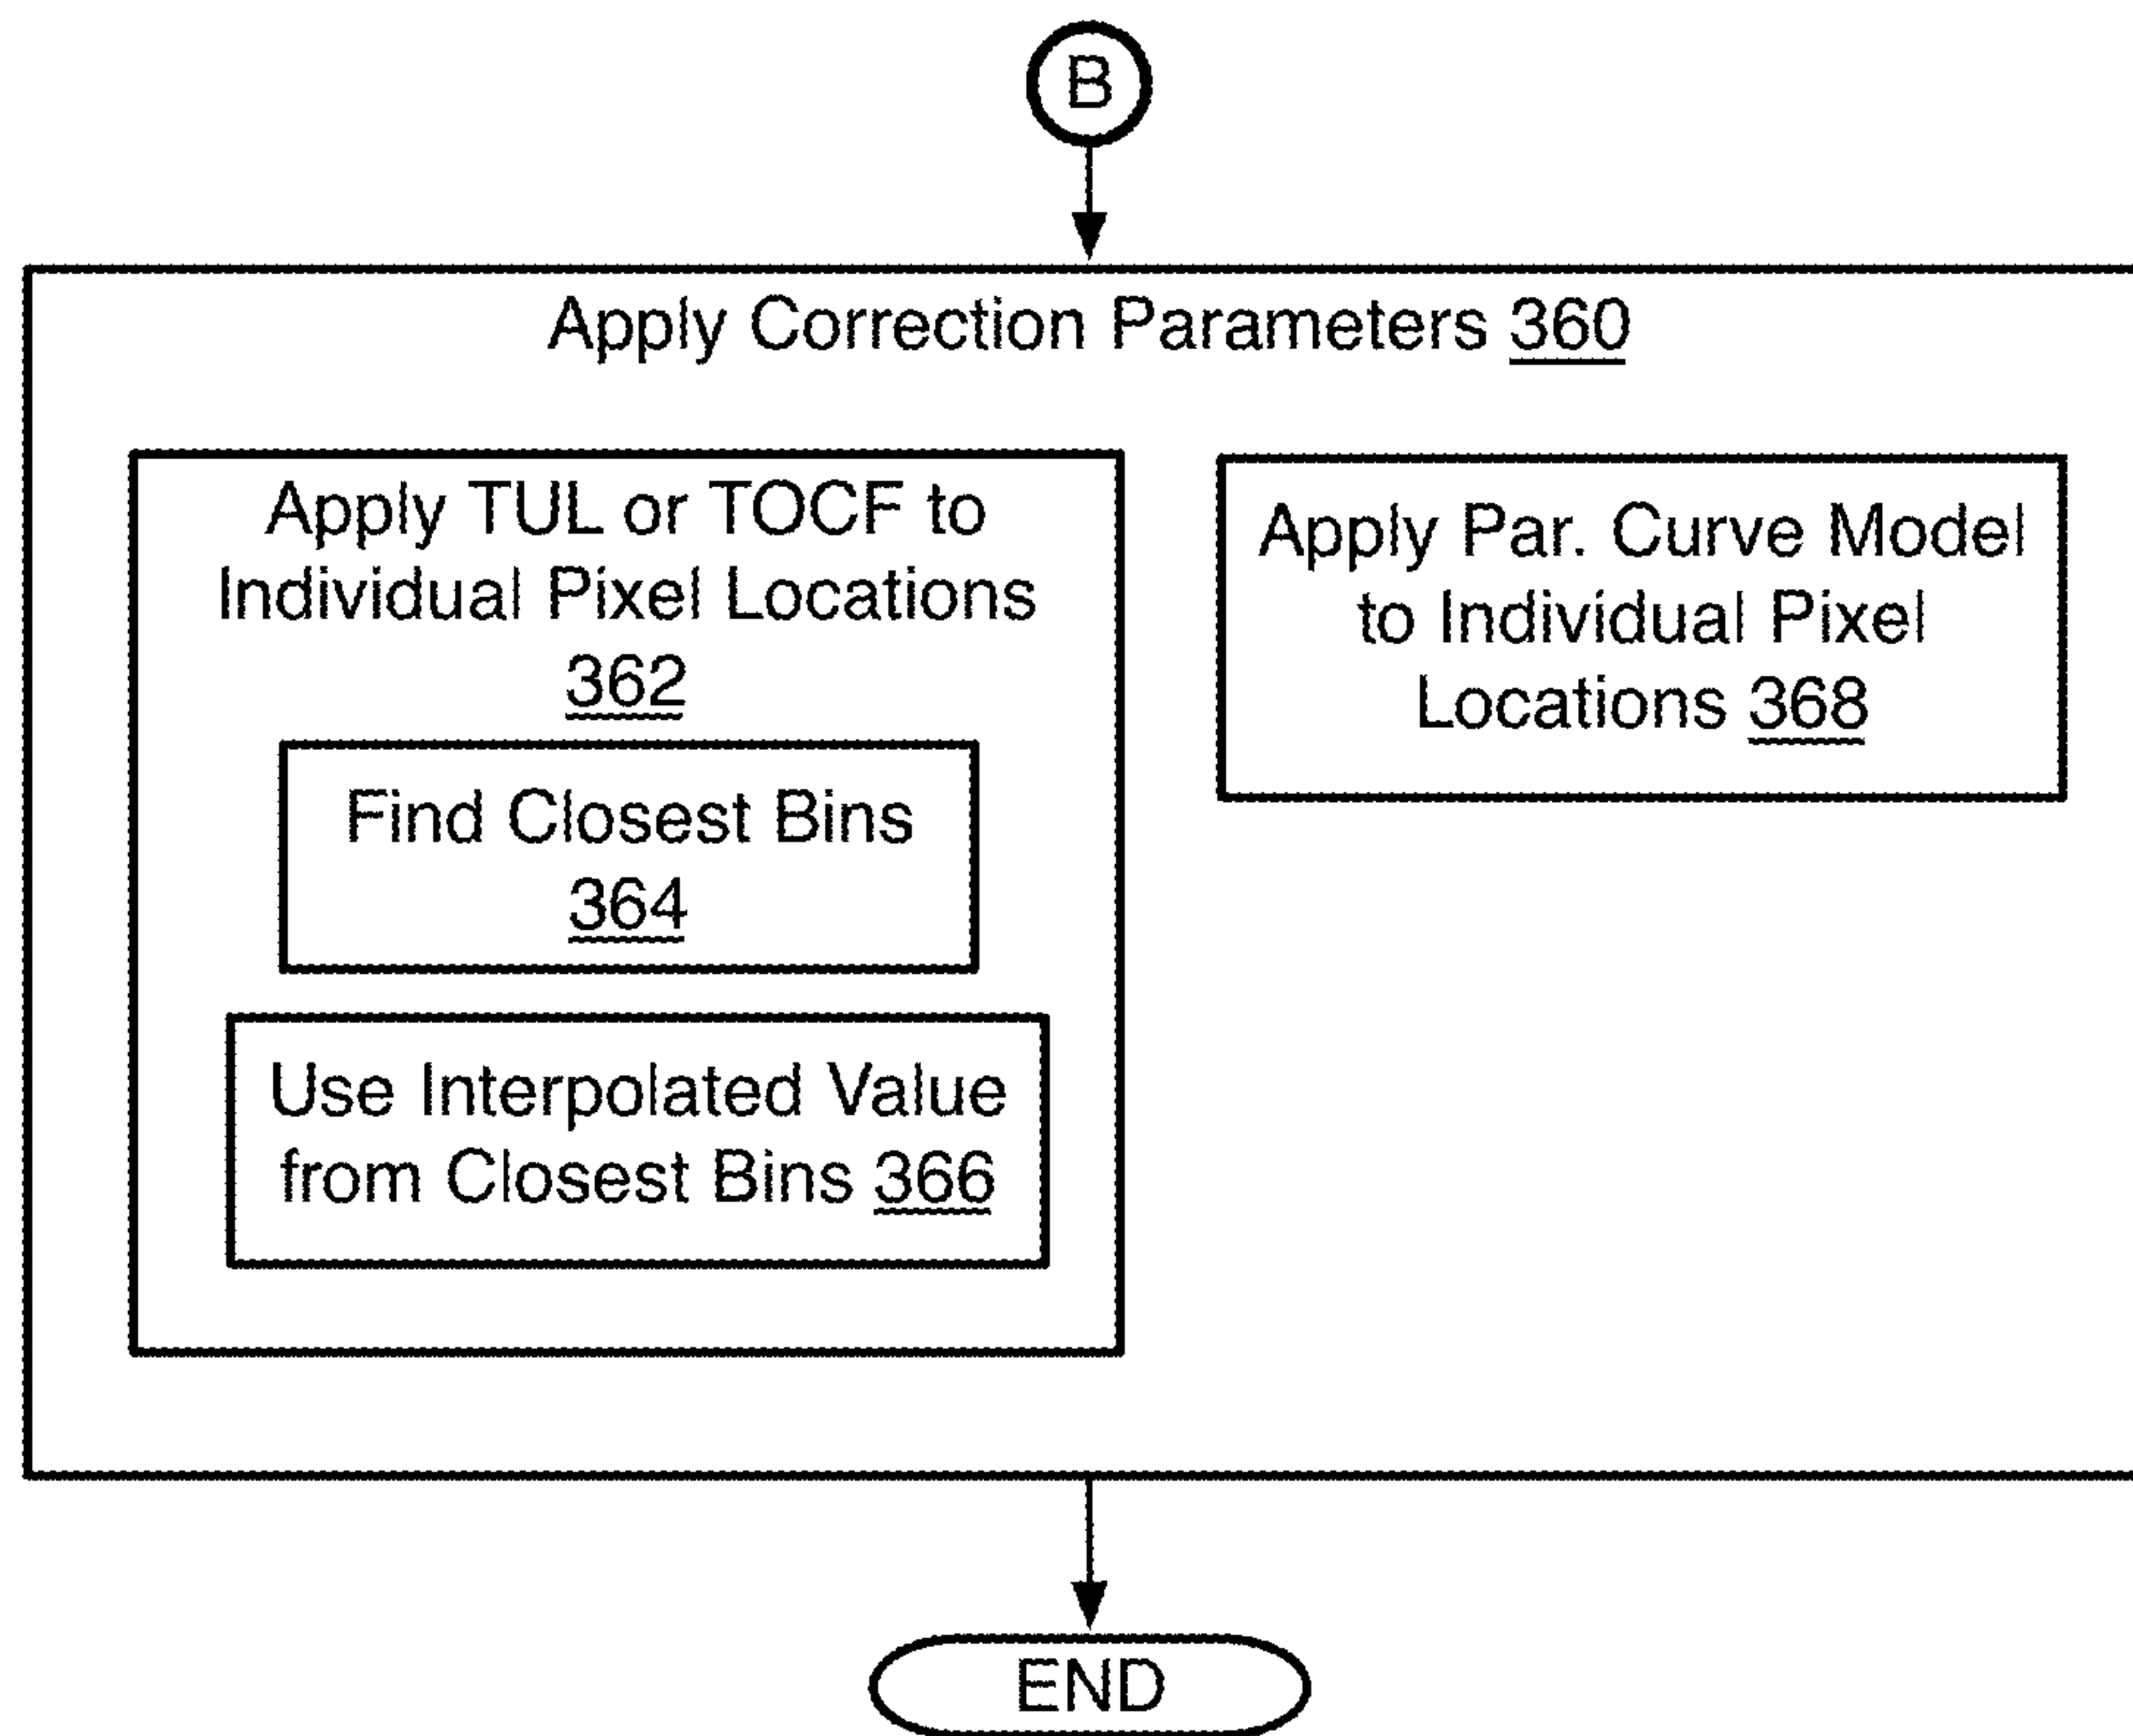 B
Apply Correction Parameters 360
Apply TUL or TOCF to
Individual Pixel Locations
362
Find Closest Bins
364
Use Interpolated Value
from Closest Bins 366
Apply Par. Curve Model
to Individual Pixel
Locations 368
END